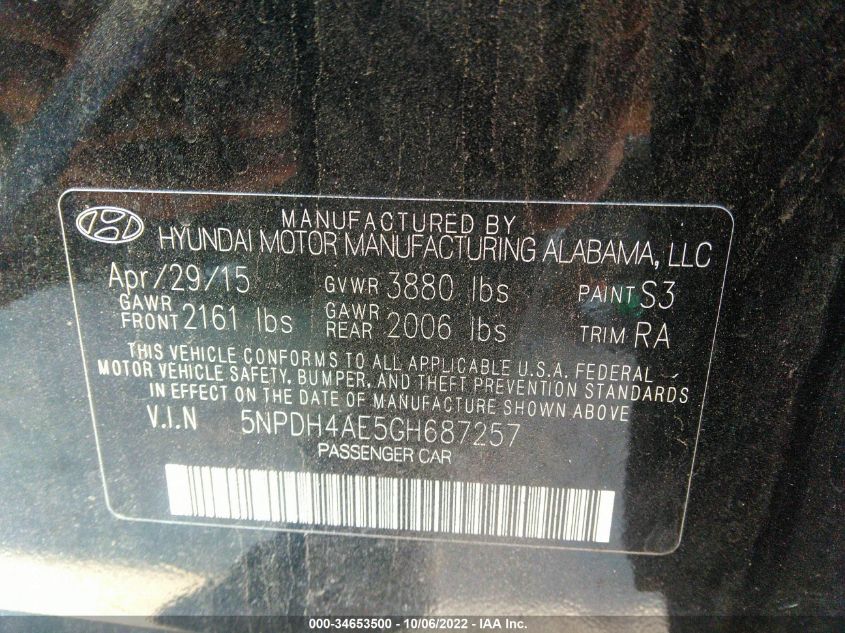 MANUFACTURED BY
HYUNDAI MOTOR MANUFACTURING ALABAMA, LLC
Apr/29/15 GVWR 3880 lbs PAINT S3
GAWR FRONT 2161 lbs GAWR REAR 2006 lbs TRIM RA
THIS VEHICLE CONFORMS TO ALL APPLICABLE U.S.A. FEDERAL
MOTOR VEHICLE SAFETY, BUMPER, AND THEFT PREVENTION STANDARDS
IN EFFECT ON THE DATE OF MANUFACTURE SHOWN ABOVE
V.I.N 5NPDH4AE5GH687257
PASSENGER CAR
000-34653500 - 10/06/2022 - IAA Inc.